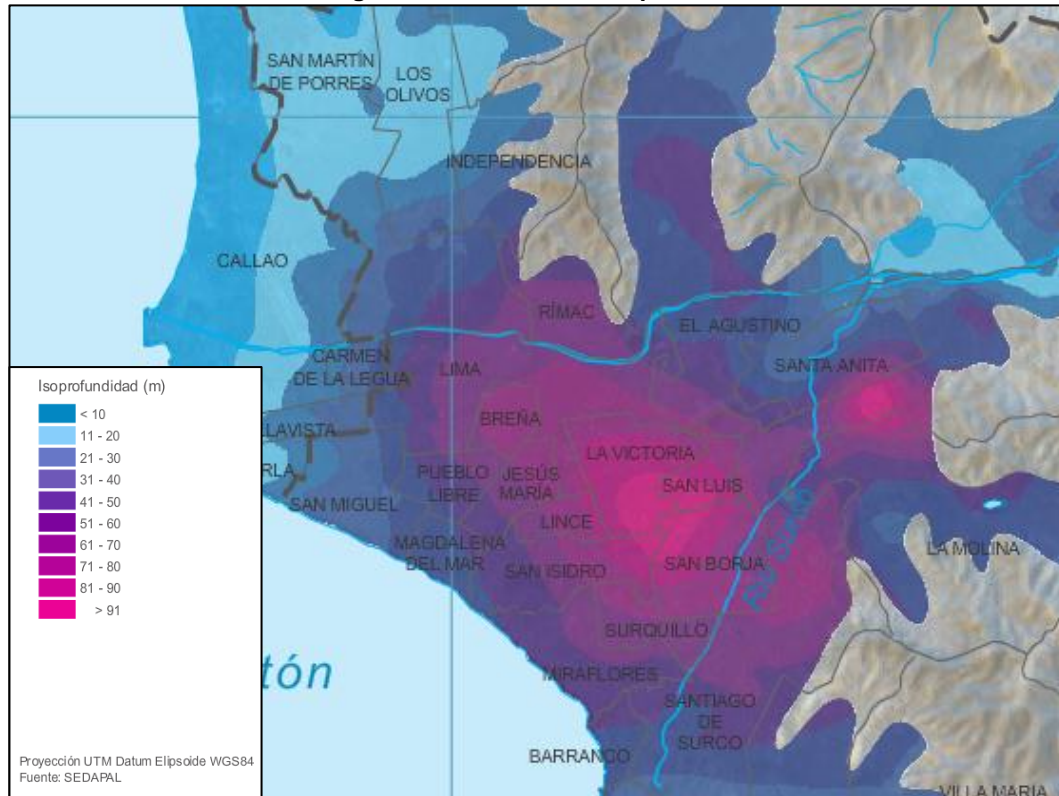 SAN MARTÍN
DE PORRES
LOS
OLIVOS
INDEPENDENCIA
CALLAO
RÍMAC
EL AGUSTINO
CARMEN
DE LA LEGUA
LIMA
SANTA ANITA
BREÑA
LAVISTA
LA VICTORIA
RLA
PUEBLO
LIBRE
JESÚS
MARÍA
SAN LUIS
SAN MIGUEL
LINCE
MAGDALENA
DEL MAR
SAN ISIDRO
SAN BORJA
LA MOLINA
SURQUILLO
MIRAFLORES
SANTIAGO
DE
SURCO
BARRANCO
VILLA MARIA
tón
Isoprofundidad (m)
< 10
11 - 20
21 - 30
31 - 40
41 - 50
51 - 60
61 - 70
71 - 80
81 - 90
> 91
Proyección UTM Datum Elipsoide WGS84
Fuente: SEDAPAL